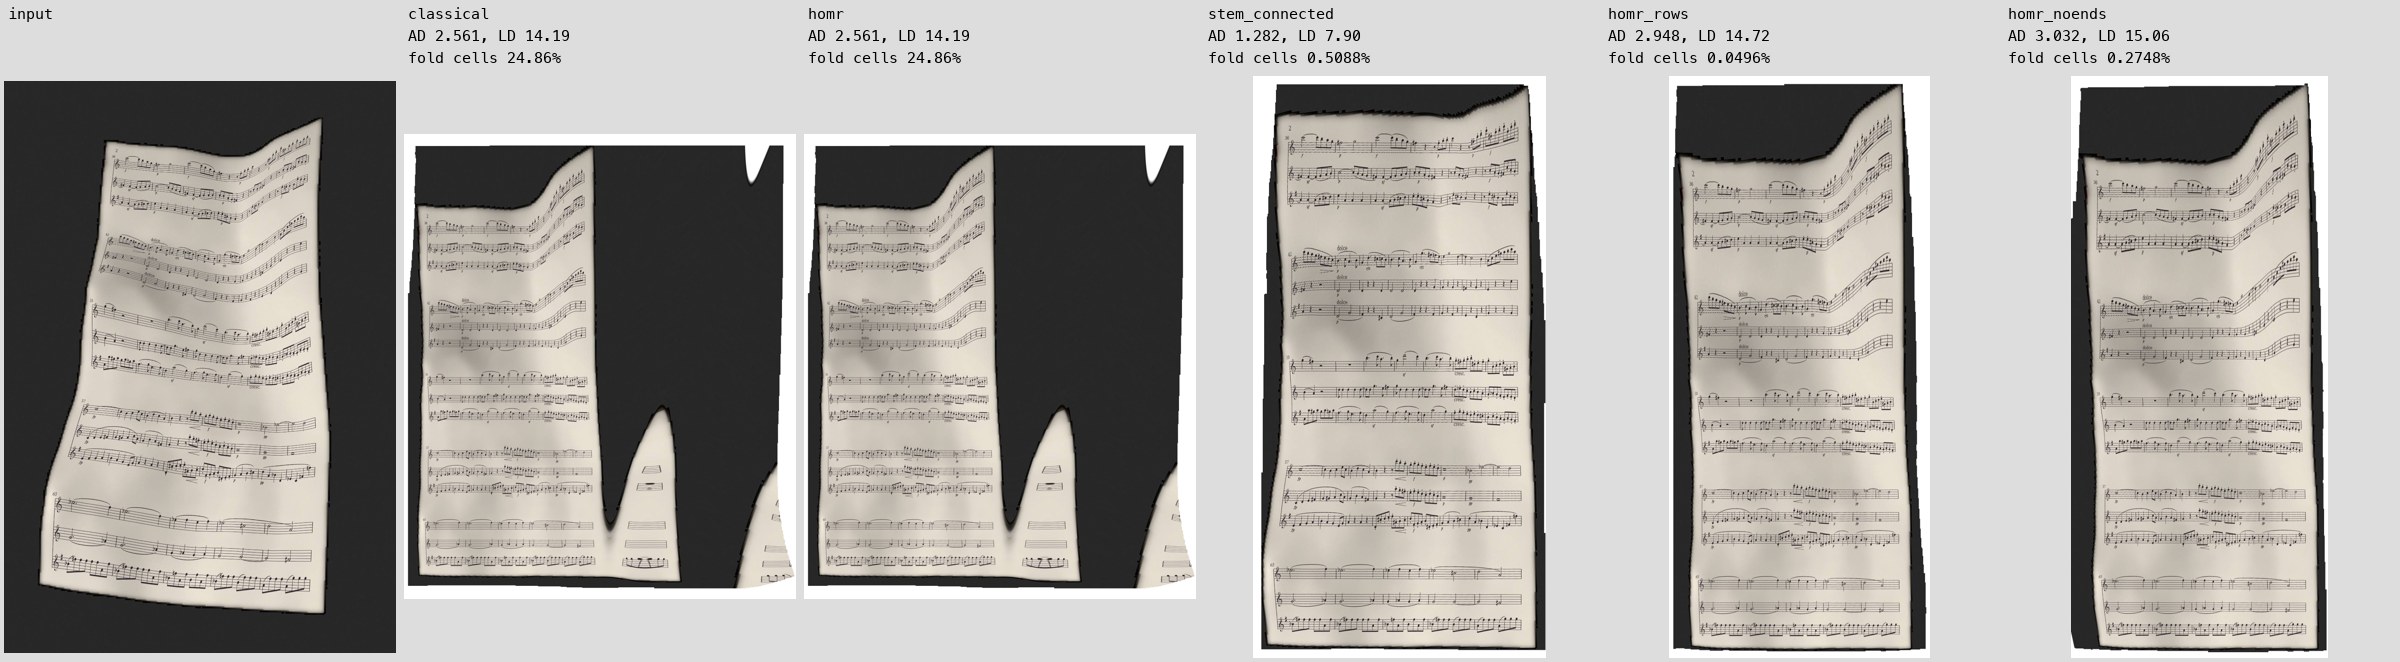 input
classical
AD 2.561, LD 14.19
fold cells 24.86%
homr
AD 2.561, LD 14.19
fold cells 24.86%
stem_connected
AD 1.282, LD 7.90
fold cells 0.5088%
homr_rows
AD 2.948, LD 14.72
fold cells 0.0496%
homr_noends
AD 3.032, LD 15.06
fold cells 0.2748%